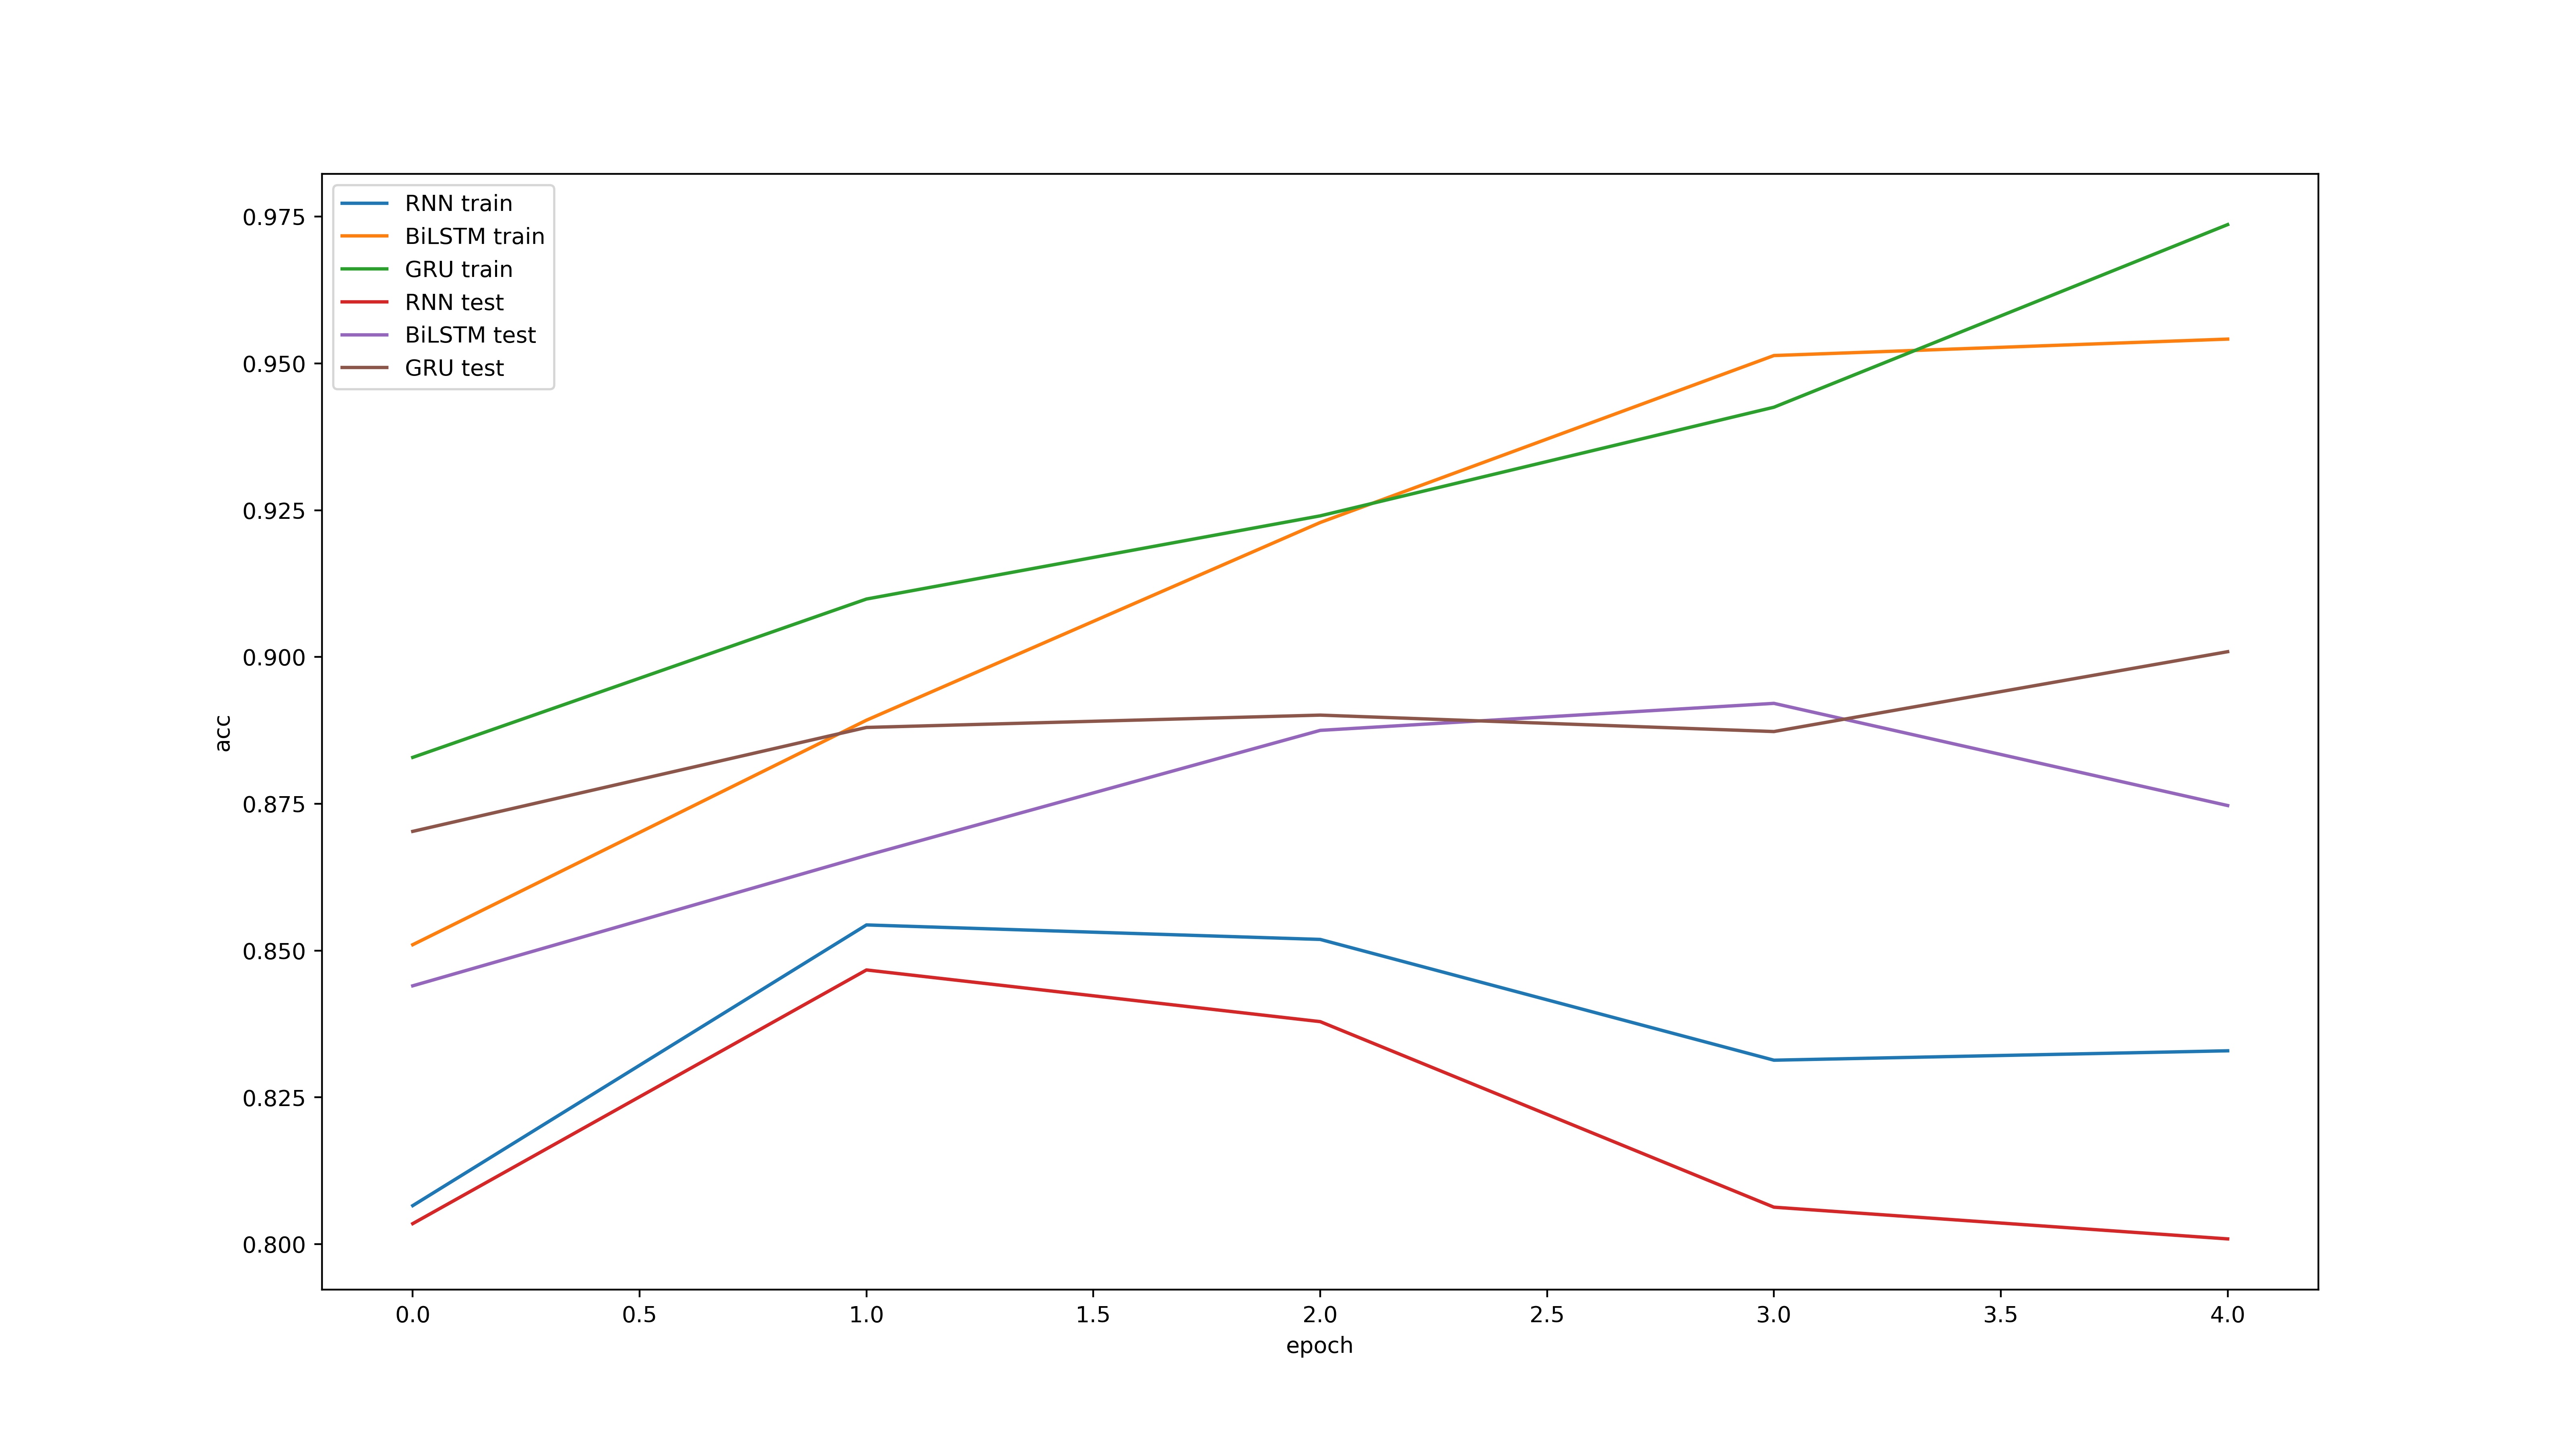 RNN train
BiLSTM train
GRU train
RNN test
BiLSTM test
GRU test
0.975
0.950
0.925
0.900
0.875
0.850
0.825
0.800
acc
0.0 0.5 1.0 1.5 2.0 2.5 3.0 3.5 4.0
epoch